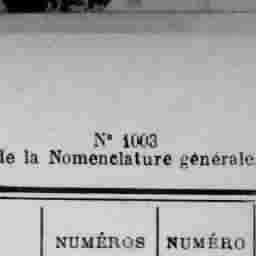 N° 1003
de la Nomenclature générale
NUMÉROS NUMÉRO